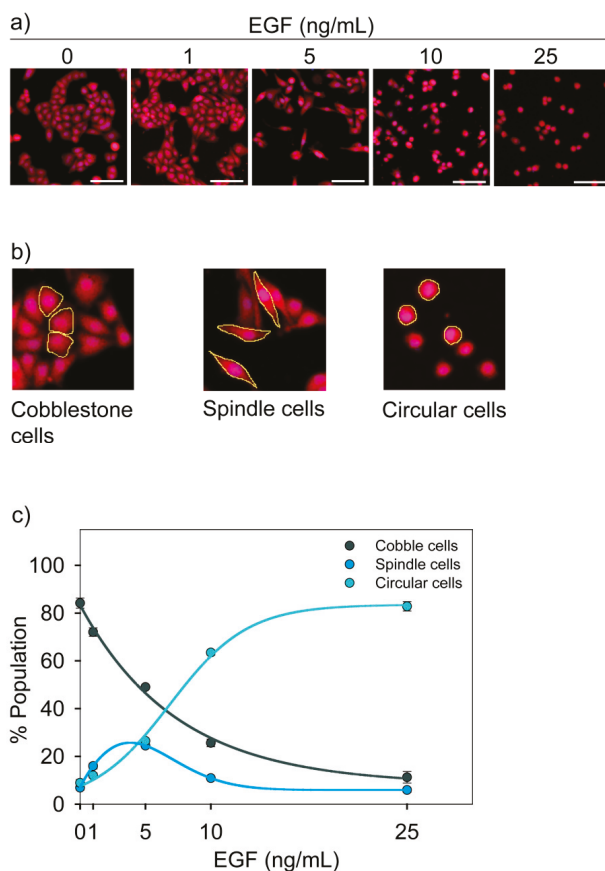 a)
EGF (ng/mL)
0 1 5 10 25
b)
Cobblestone
cells
Spindle cells
Circular cells
c)
Cobble cells
Spindle cells
Circular cells
100
80
60
40
20
0
% Population
0 1 5 10 25
EGF (ng/mL)